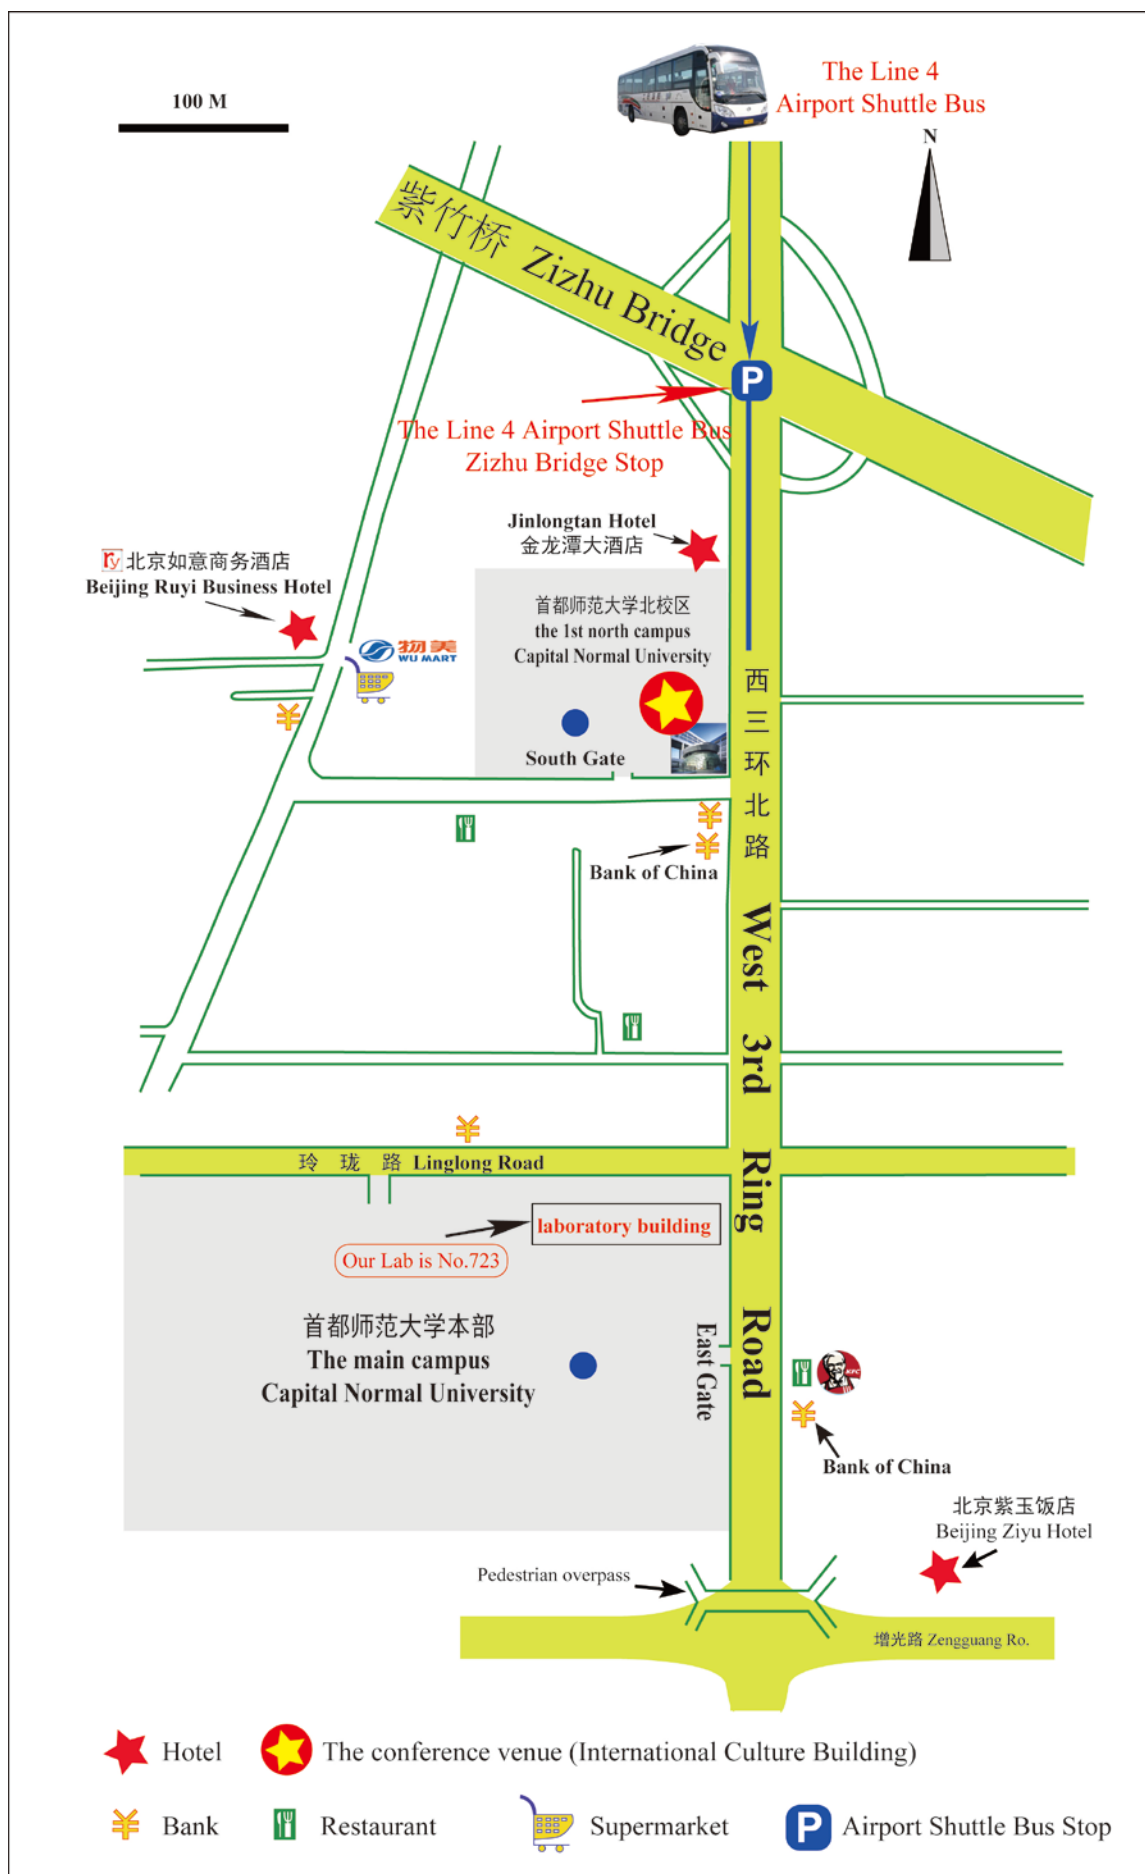 The Line 4
Airport Shuttle Bus
100 M
N
紫竹桥 Zizhu Bridge
P
The Line 4 Airport Shuttle Bus
Zizhu Bridge Stop
Jinlongtan Hotel
金龙潭大酒店
ry 北京如意商务酒店
Beijing Ruyi Business Hotel
首都师范大学北校区
the 1st north campus
Capital Normal University
物美
WU MART
South Gate
西三环北路
West 3rd Ring Road
Bank of China
玲珑路 Linglong Road
laboratory building
Our Lab is No.723
首都师范大学本部
The main campus
Capital Normal University
East Gate
KFC
Bank of China
北京紫玉饭店
Beijing Ziyu Hotel
Pedestrian overpass
增光路 Zengguang Ro.
Hotel
The conference venue (International Culture Building)
Bank
Restaurant
Supermarket
P
Airport Shuttle Bus Stop